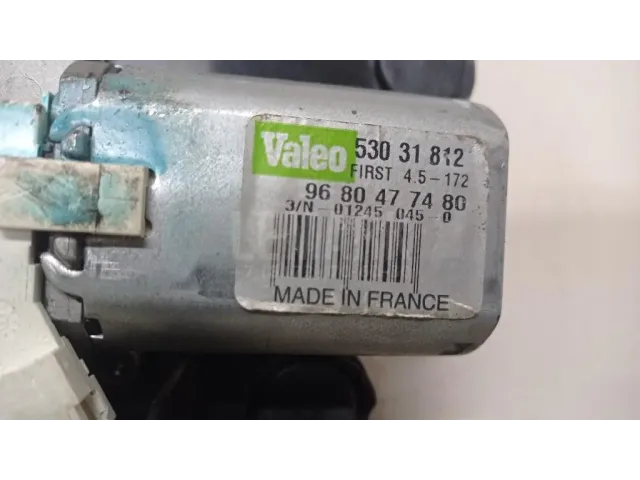 Valeo 530 31 812
FIRST 4.5-172
96 80 47 74 80
3/N-01245 045-0
MADE IN FRANCE